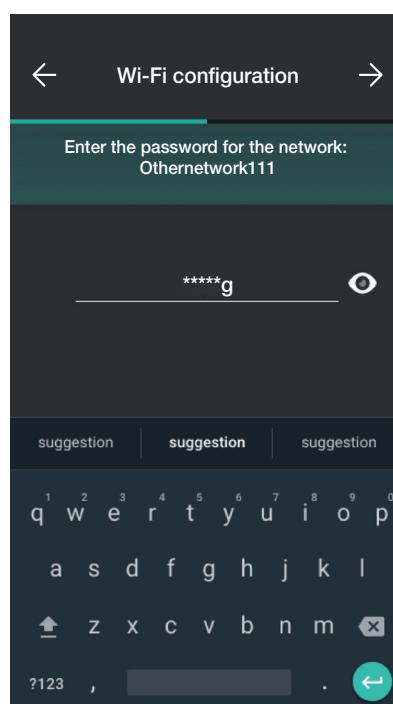 Wi-Fi configuration
Enter the password for the network:
Othernetwork111
*****g
suggestion suggestion suggestion
1 2 3 4 5 6 7 8 9 0
q w e r t y u i o p
a s d f g h j k l
z x c v b n m
?123 , .